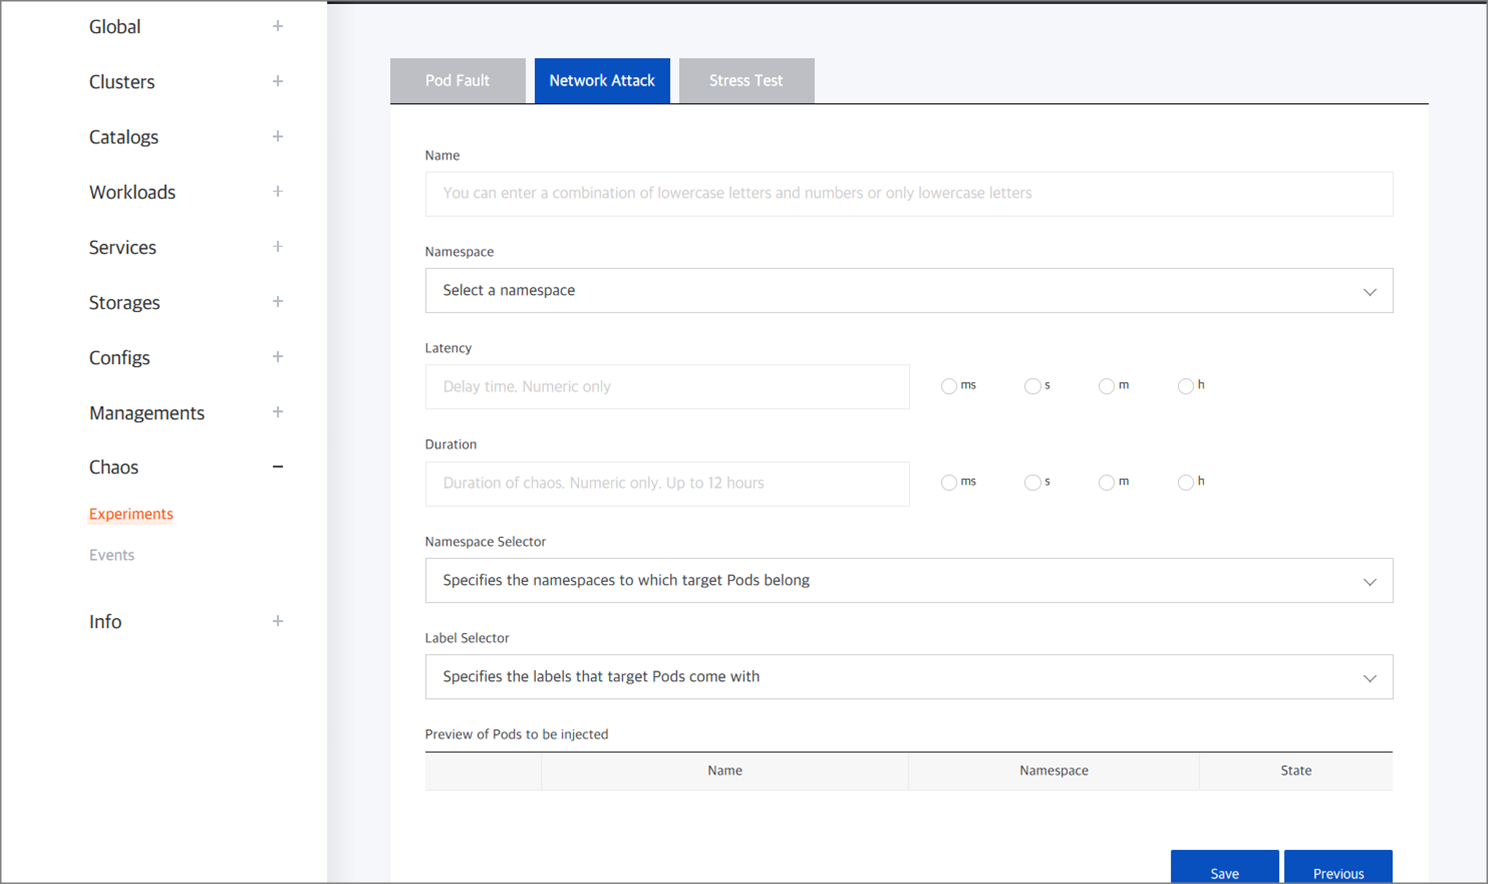 Global
Clusters
Catalogs
Workloads
Services
Storages
Configs
Managements
Chaos
Experiments
Events
Info
Pod Fault Network Attack Stress Test
Name
You can enter a combination of lowercase letters and numbers or only lowercase letters
Namespace
Select a namespace
Latency
Delay time. Numeric only ms s m h
Duration
Duration of chaos. Numeric only. Up to 12 hours ms s m h
Namespace Selector
Specifies the namespaces to which target Pods belong
Label Selector
Specifies the labels that target Pods come with
Preview of Pods to be injected
Name Namespace State
Save Previous